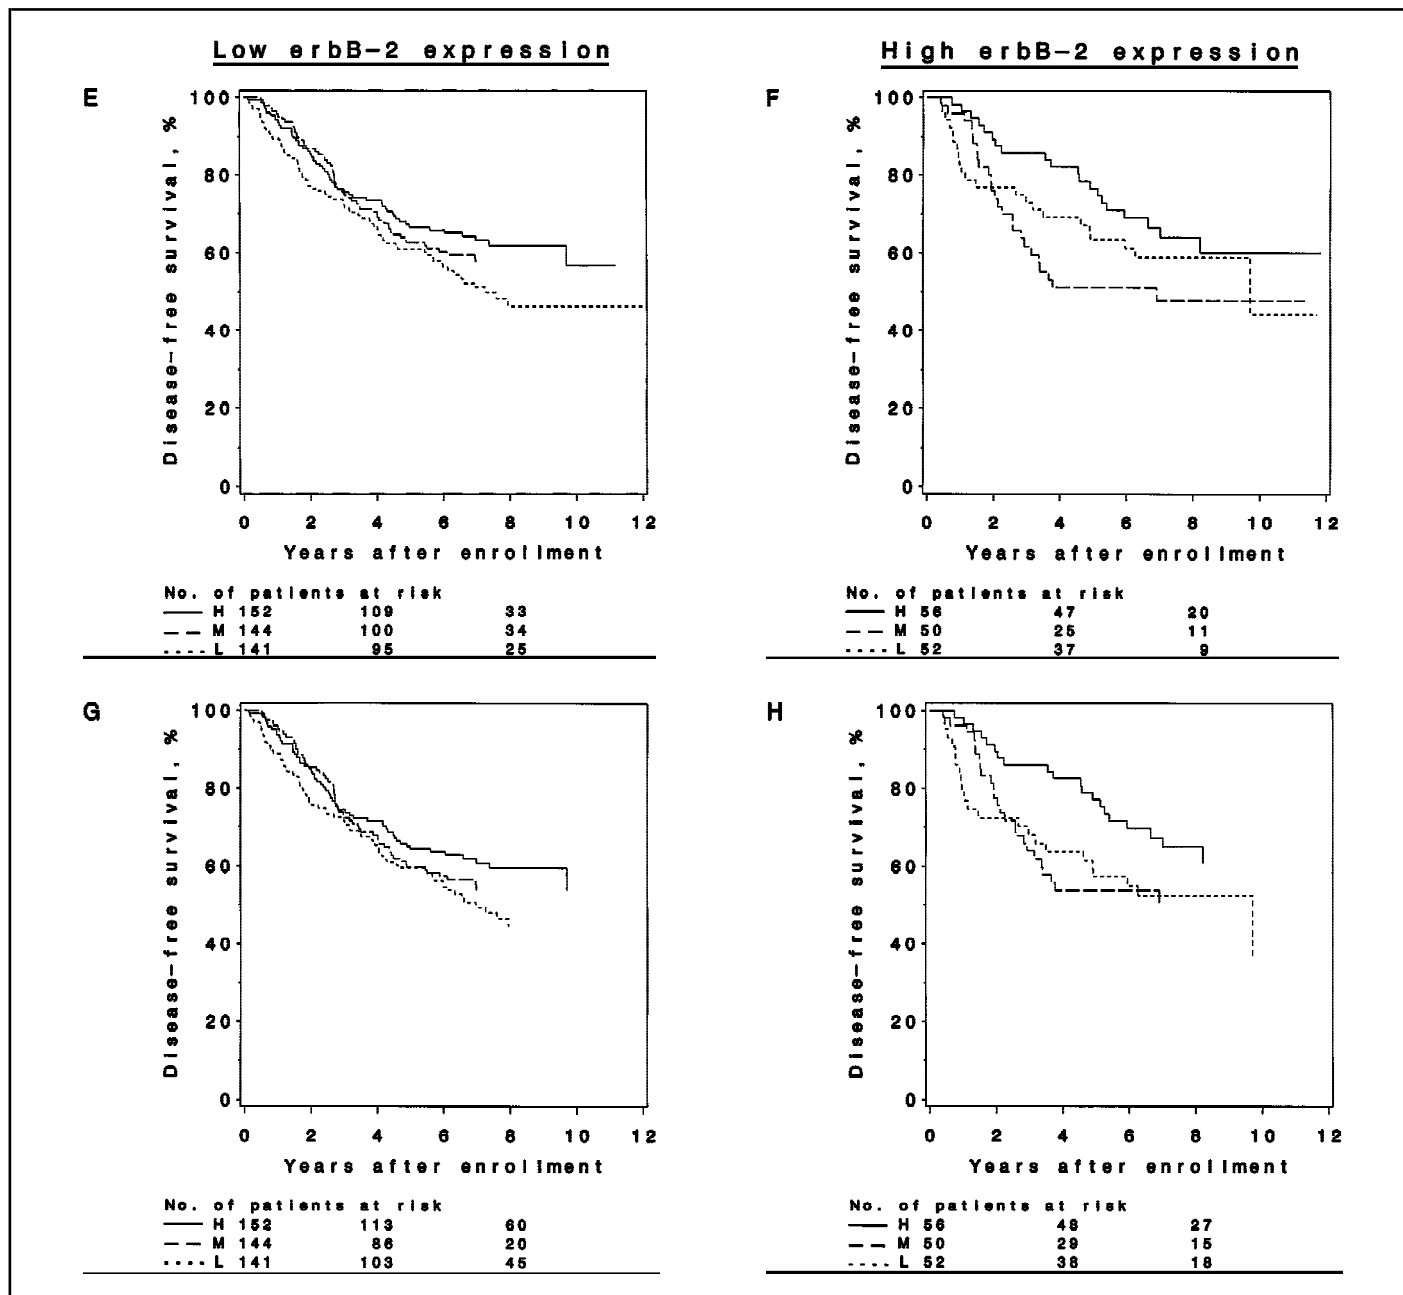 Low erbB-2 expression
High erbB-2 expression
E
Disease-free survival, %
100
80
60
40
20
0
0 2 4 6 8 10 12
Years after enrollment
No. of patients at risk
H 152 109 33
M 144 100 34
L 141 95 25
F
Disease-free survival, %
100
80
60
40
20
0
0 2 4 6 8 10 12
Years after enrollment
No. of patients at risk
H 56 47 20
M 50 25 11
L 52 37 9
G
Disease-free survival, %
100
80
60
40
20
0
0 2 4 6 8 10 12
Years after enrollment
No. of patients at risk
H 152 113 60
M 144 86 20
L 141 103 45
H
Disease-free survival, %
100
80
60
40
20
0
0 2 4 6 8 10 12
Years after enrollment
No. of patients at risk
H 56 48 27
M 50 29 15
L 52 38 18